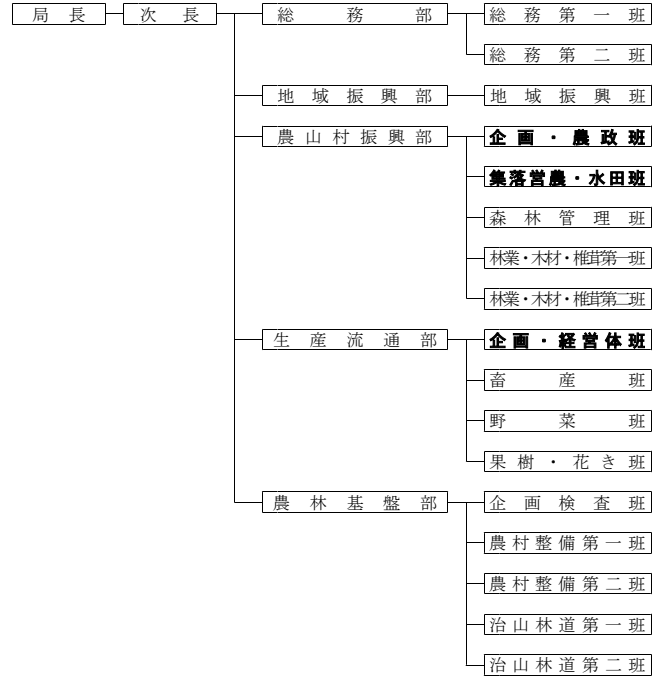 局長 次長 総務部 総務第一班
総務第二班
地域振興部 地域振興班
農山村振興部 企画・農政班
集落営農・水田班
森林管理班
林業・木材・椎茸第一班
林業・木材・椎茸第二班
生産流通部 企画・経営体班
畜産班
野菜班
果樹・花き班
農林基盤部 企画検査班
農村整備第一班
農村整備第二班
治山林道第一班
治山林道第二班